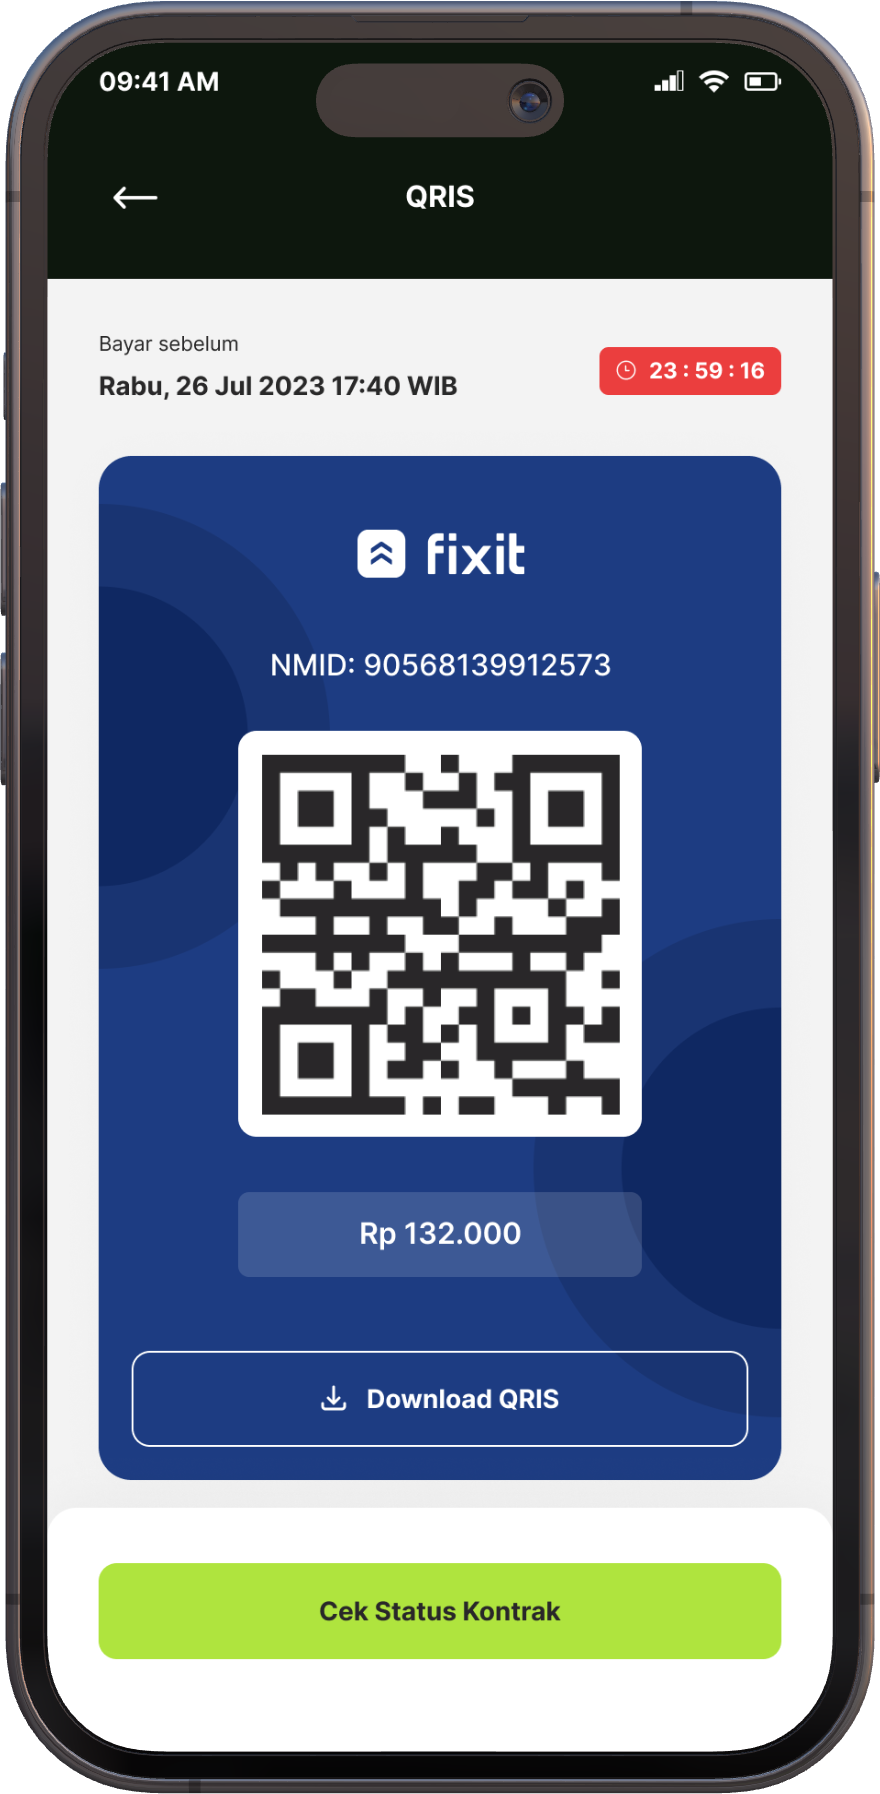 09:41 AM
QRIS
Bayar sebelum
Rabu, 26 Jul 2023 17:40 WIB
23 : 59 : 16
fixit
NMID: 90568139912573
Rp 132.000
Download QRIS
Cek Status Kontrak